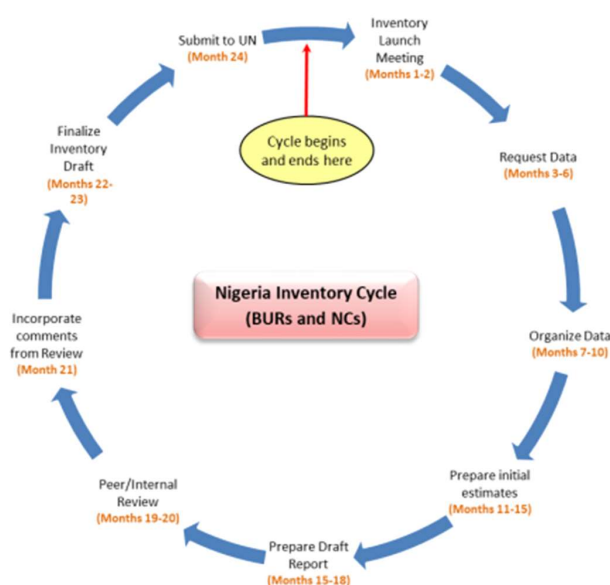 Submit to UN
(Month 24)
Inventory
Launch
Meeting
(Months 1-2)
Cycle begins
and ends here
Request Data
(Months 3-6)
Organize Data
(Months 7-10)
Prepare initial
estimates
(Months 11-15)
Prepare Draft
Report
(Months 15-18)
Peer/Internal
Review
(Months 19-20)
Incorporate
comments
from Review
(Month 21)
Finalize
Inventory
Draft
(Months 22-
23)
Nigeria Inventory Cycle
(BURs and NCs)